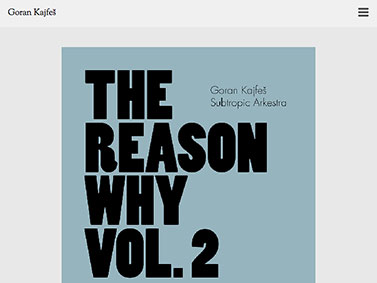 Goran Kajfeš
THE
REASON
WHY
VOL. 2
Goran Kajfeš
Subtropic Arkestra